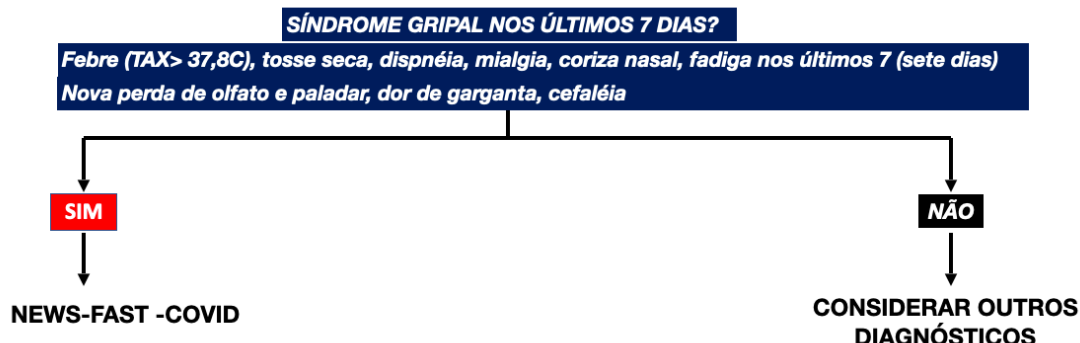 SÍNDROME GRIPAL NOS ÚLTIMOS 7 DIAS?
Febre (TAX> 37,8C), tosse seca, dispnéia, mialgia, coriza nasal, fadiga nos últimos 7 (sete dias)
Nova perda de olfato e paladar, dor de garganta, cefaléia
SIM
NÃO
NEWS-FAST -COVID
CONSIDERAR OUTROS
DIAGNÓSTICOS